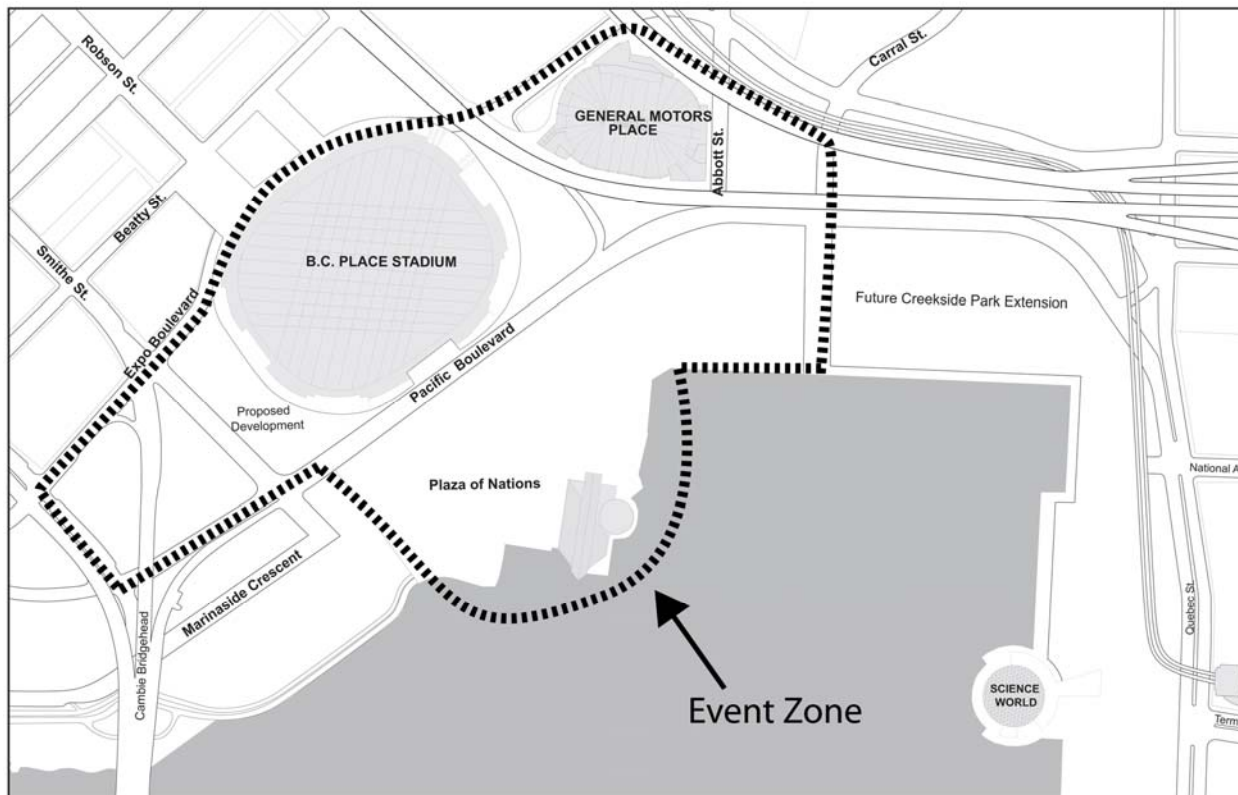 Robson St.
Carral St.
GENERAL MOTORS
PLACE
Abbott St.
Beatty St.
Smithe St.
B.C. PLACE STADIUM
Expo Boulevard
Future Creekside Park Extension
Pacific Boulevard
Proposed
Development
Plaza of Nations
National A
Marinaside Crescent
Cambie Bridgehead
Quebec St.
SCIENCE
WORLD
Event Zone
Term